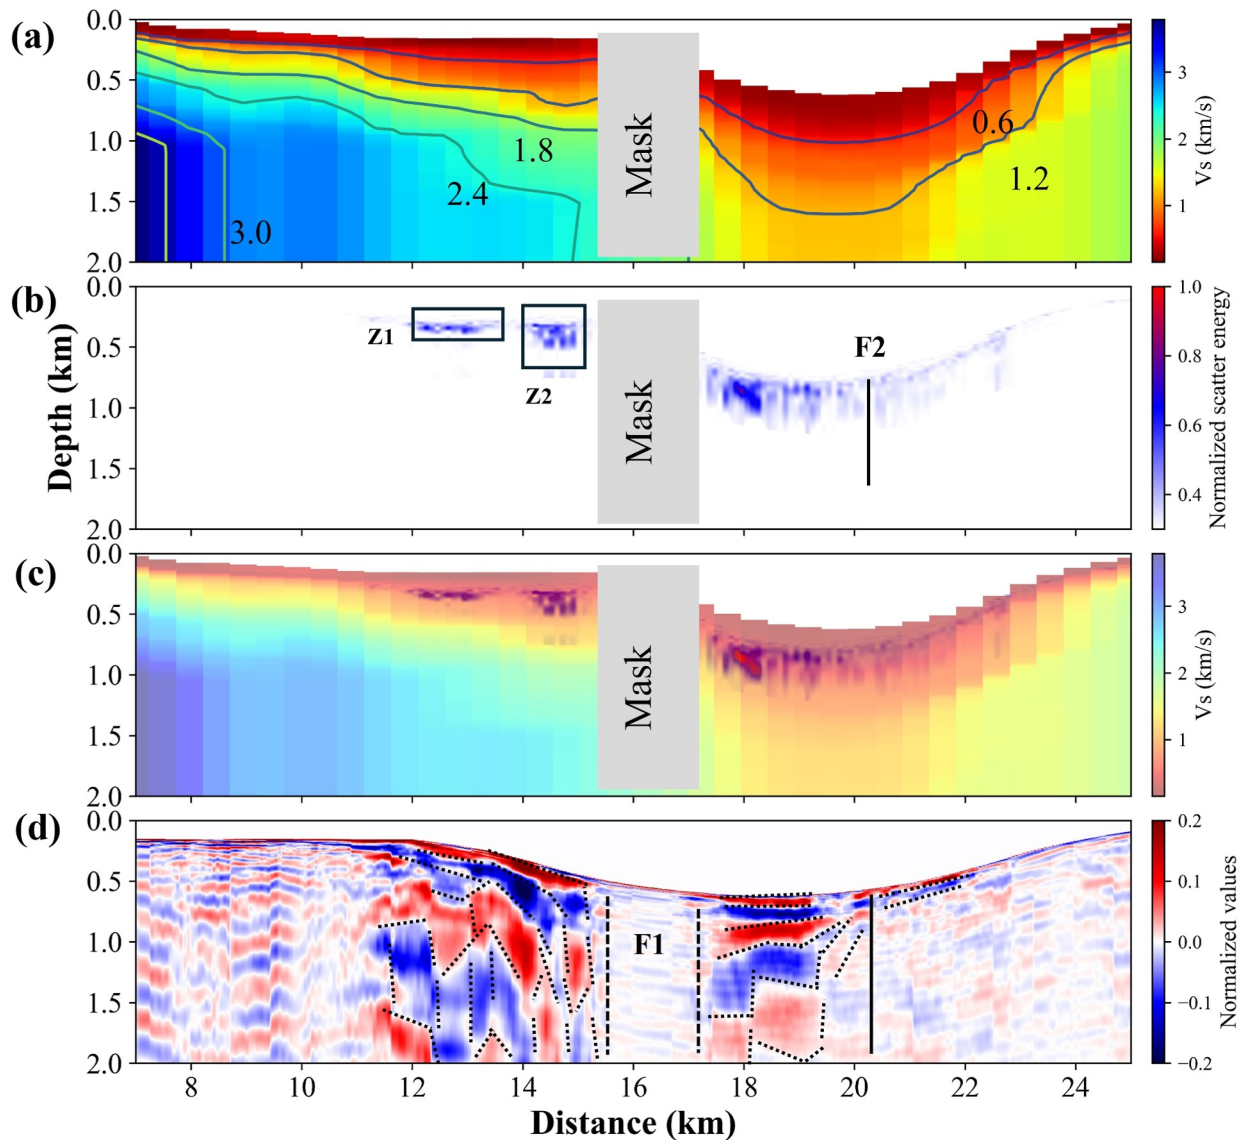 (a)
0.0
0.5
1.0
1.5
2.0
3.0
2.4
1.8
Mask
0.6
1.2
3
2
1
Vs (km/s)
(b)
0.0
0.5
1.0
1.5
2.0
Depth (km)
Z1
Z2
Mask
F2
1.0
0.8
0.6
0.4
Normalized scatter energy
(c)
0.0
0.5
1.0
1.5
2.0
Mask
3
2
1
Vs (km/s)
(d)
0.0
0.5
1.0
1.5
2.0
F1
0.2
0.1
0.0
−0.1
−0.2
Normalized values
8 10 12 14 16 18 20 22 24
Distance (km)